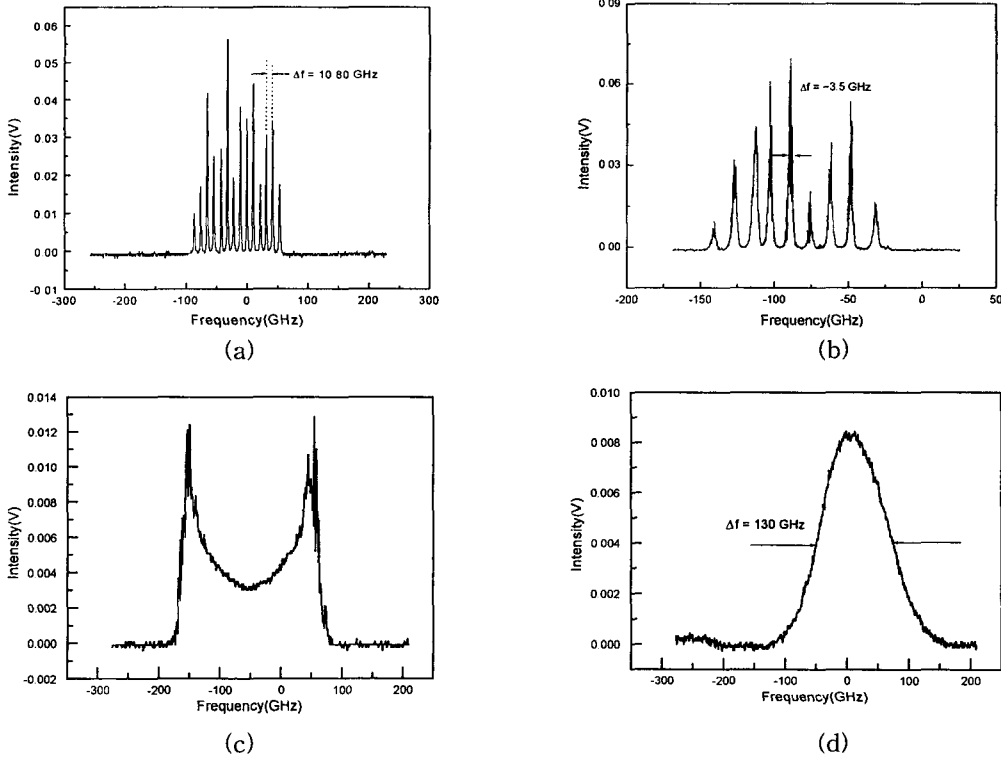 0.06
0.05
0.04
0.03
0.02
0.01
0.00
-0 01
Intensity(V)
Δf = 10 80 GHz
-300 -200 -100 0 100 200 300
Frequency(GHz)
(a)
0.09
0.06
0.03
0.00
Intensity(V)
Δf = ~3.5 GHz
-200 -150 -100 -50 0 50
Frequency(GHz)
(b)
0.014
0.012
0.010
0.008
0.006
0.004
0.002
0.000
-0.002
Intensity(V)
-300 -200 -100 0 100 200
Frequency(GHz)
(c)
0.010
0.008
0.006
0.004
0.002
0.000
Intensity(V)
Δf = 130 GHz
-300 -200 -100 0 100 200
Frequency(GHz)
(d)